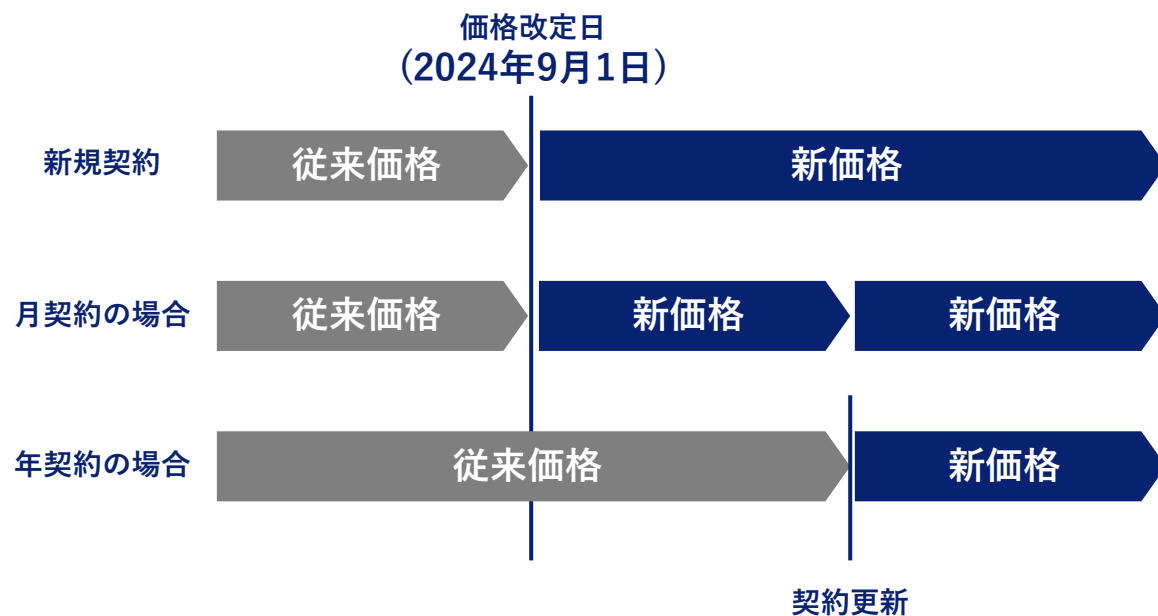 価格改定日
（2024年9月1日）
新規契約
従来価格
新価格
月契約の場合
従来価格
新価格
新価格
年契約の場合
従来価格
新価格
契約更新